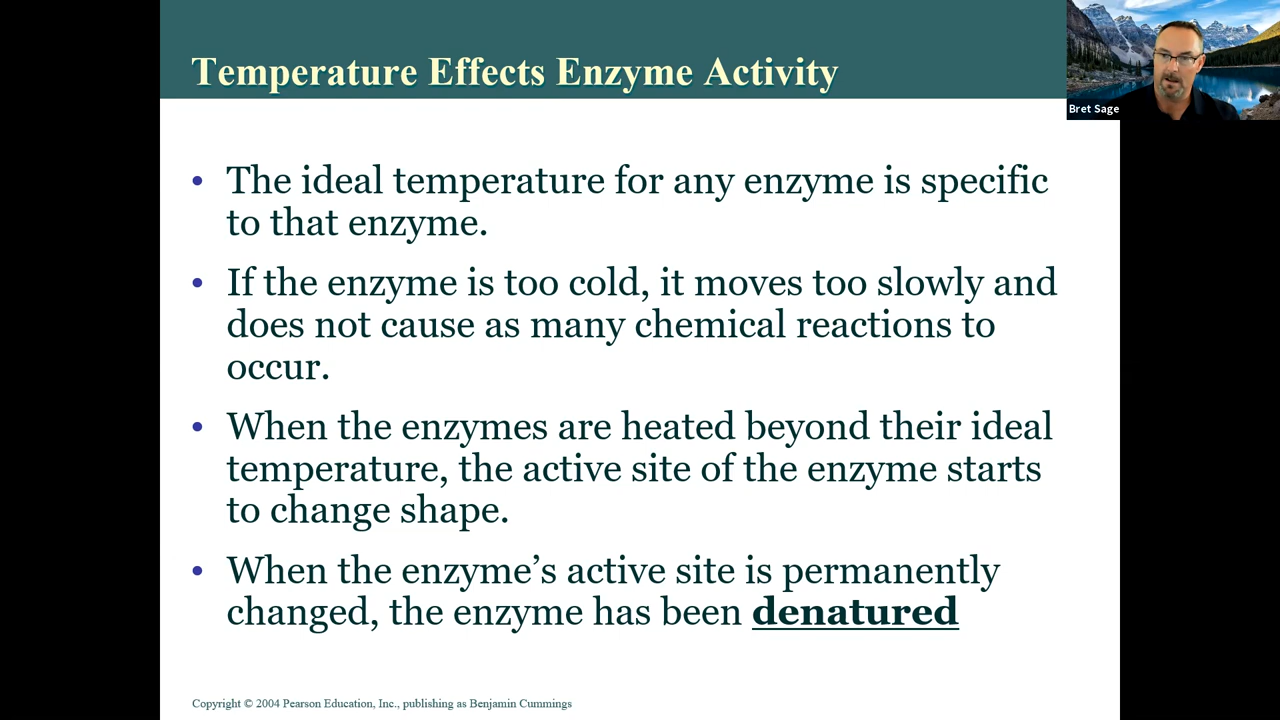 Temperature Effects Enzyme Activity
Bret Sage
• The ideal temperature for any enzyme is specific
to that enzyme.
• If the enzyme is too cold, it moves too slowly and
does not cause as many chemical reactions to
occur.
• When the enzymes are heated beyond their ideal
temperature, the active site of the enzyme starts
to change shape.
• When the enzyme’s active site is permanently
changed, the enzyme has been denatured
Copyright © 2004 Pearson Education, Inc., publishing as Benjamin Cummings